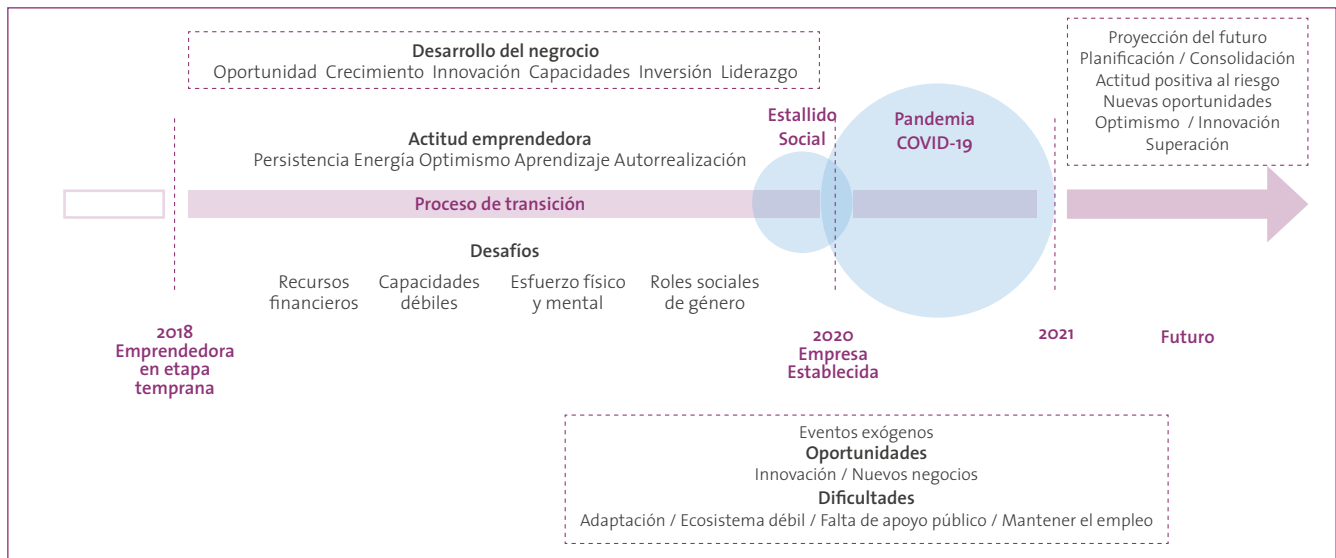 Desarrollo del negocio
Oportunidad Crecimiento Innovación Capacidades Inversión Liderazgo
Actitud emprendedora
Persistencia Energía Optimismo Aprendizaje Autorrealización
Proceso de transición
Desafíos
Recursos
financieros
Capacidades
débiles
Esfuerzo físico
y mental
Roles sociales
de género
Estallido
Social
Pandemia
COVID-19
Proyección del futuro
Planificación / Consolidación
Actitud positiva al riesgo
Nuevas oportunidades
Optimismo / Innovación
Superación
2018
Emprendedora
en etapa
temprana
2020
Empresa
Establecida
2021
Futuro
Eventos exógenos
Oportunidades
Innovación / Nuevos negocios
Dificultades
Adaptación / Ecosistema débil / Falta de apoyo público / Mantener el empleo